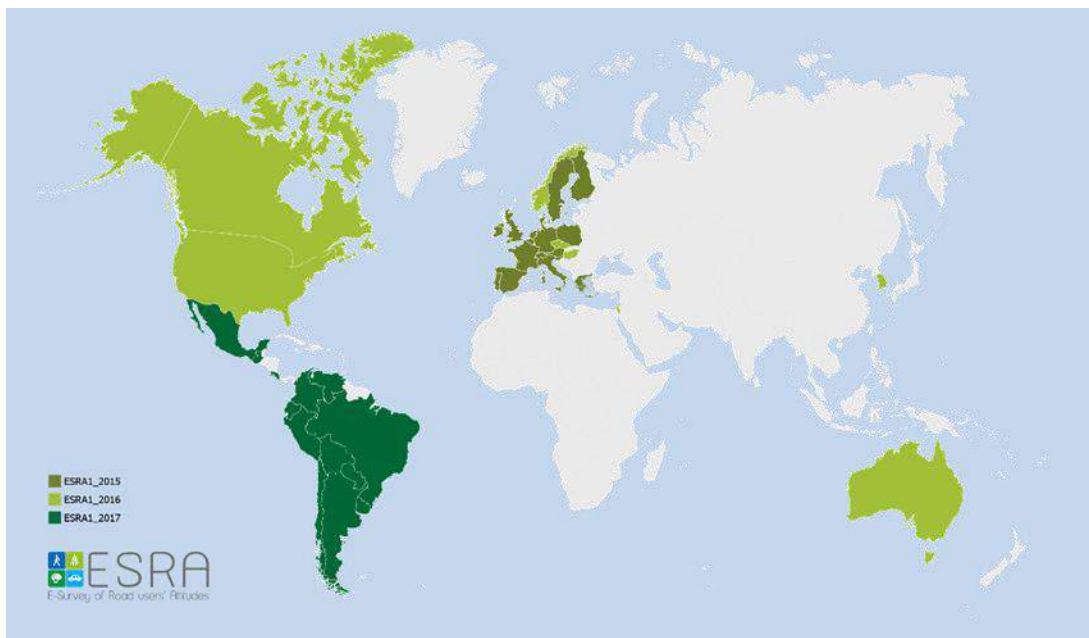 ESRA1_2015
ESRA1_2016
ESRA1_2017
ESRA
E-Survey of Road users' Attitudes